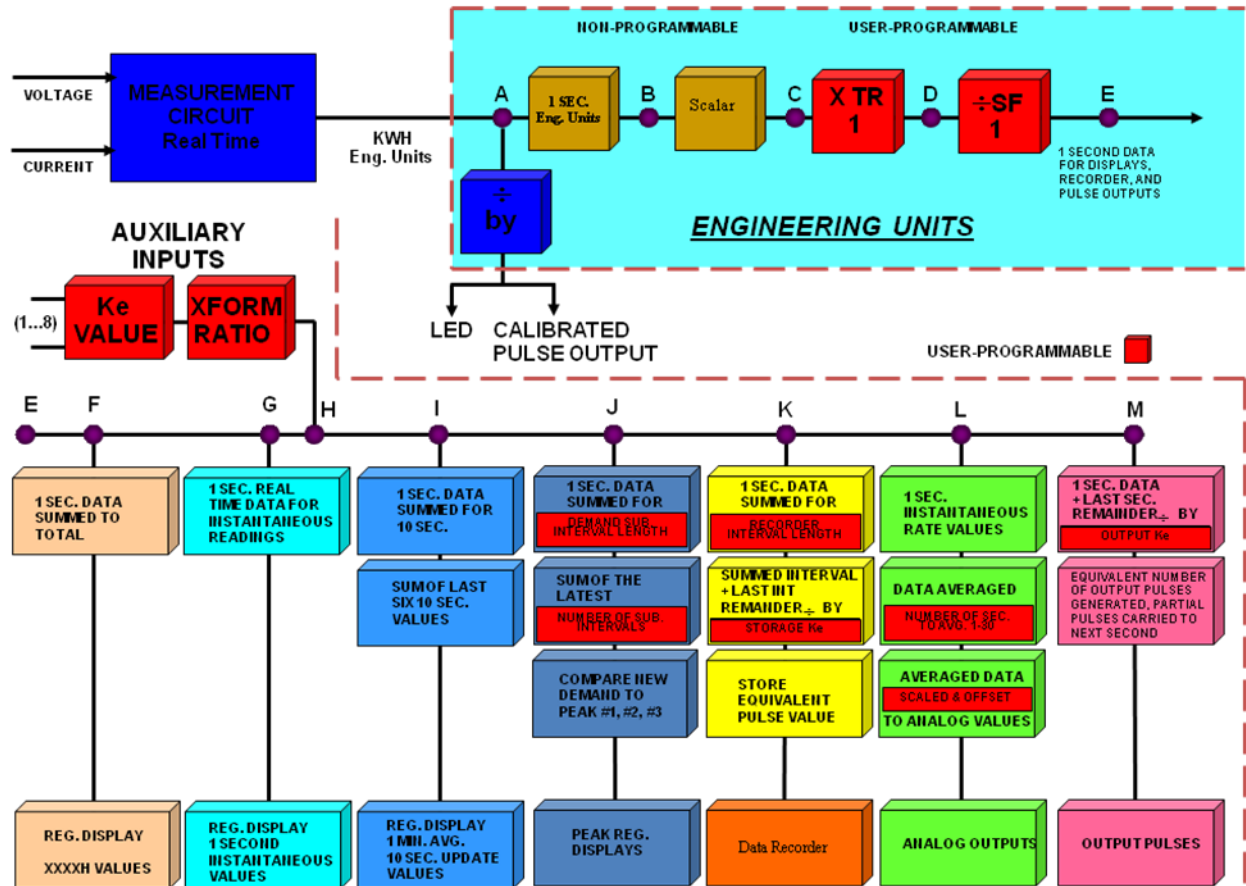 NON-PROGRAMMABLE
USER-PROGRAMMABLE
VOLTAGE
CURRENT
MEASUREMENT
CIRCUIT
Real Time
KWH
Eng. Units
A
1 SEC.
Eng. Units
B
Scalar
C
X TR
1
D
÷SF
1
E
1 SECOND DATA
FOR DISPLAYS,
RECORDER, AND
PULSE OUTPUTS
÷
by
ENGINEERING UNITS
LED
CALIBRATED
PULSE OUTPUT
USER-PROGRAMMABLE
AUXILIARY
INPUTS
(1...8)
Ke
VALUE
XFORM
RATIO
E
F
G
H
I
J
K
L
M
1 SEC. DATA
SUMMED TO
TOTAL
REG. DISPLAY
XXXXH VALUES
1 SEC. REAL
TIME DATA FOR
INSTANTANEOUS
READINGS
REG. DISPLAY
1 SECOND
INSTANTANEOUS
VALUES
1 SEC. DATA
SUMMED FOR
10 SEC.
SUM OF LAST
SIX 10 SEC.
VALUES
REG. DISPLAY
1 MIN. AVG.
10 SEC. UPDATE
VALUES
1 SEC. DATA
SUMMED FOR
DEMAND SUB
INTERVAL LENGTH
SUM OF THE
LATEST
NUMBER OF SUB.
INTERVALS
COMPARE NEW
DEMAND TO
PEAK #1, #2, #3
PEAK REG.
DISPLAYS
1 SEC. DATA
SUMMED FOR
RECORDER
INTERVAL LENGTH
SUMMED INTERVAL
+ LAST INT
REMANDER ÷ BY
STORAGE Ke
STORE
EQUIVALENT
PULSE VALUE
Data Recorder
1 SEC.
INSTANTANEOUS
RATE VALUES
DATA AVERAGED
NUMBER OF SEC.
TO AVG. 1-30
AVERAGED DATA
SCALED & OFFSET
TO ANALOG VALUES
ANALOG OUTPUTS
1 SEC. DATA
+ LAST SEC.
REMAINDER ÷ BY
OUTPUT Ke
EQUIVALENT NUMBER
OF OUTPUT PULSES
GENERATED, PARTIAL
PULSES CARRIED TO
NEXT SECOND
OUTPUT PULSES